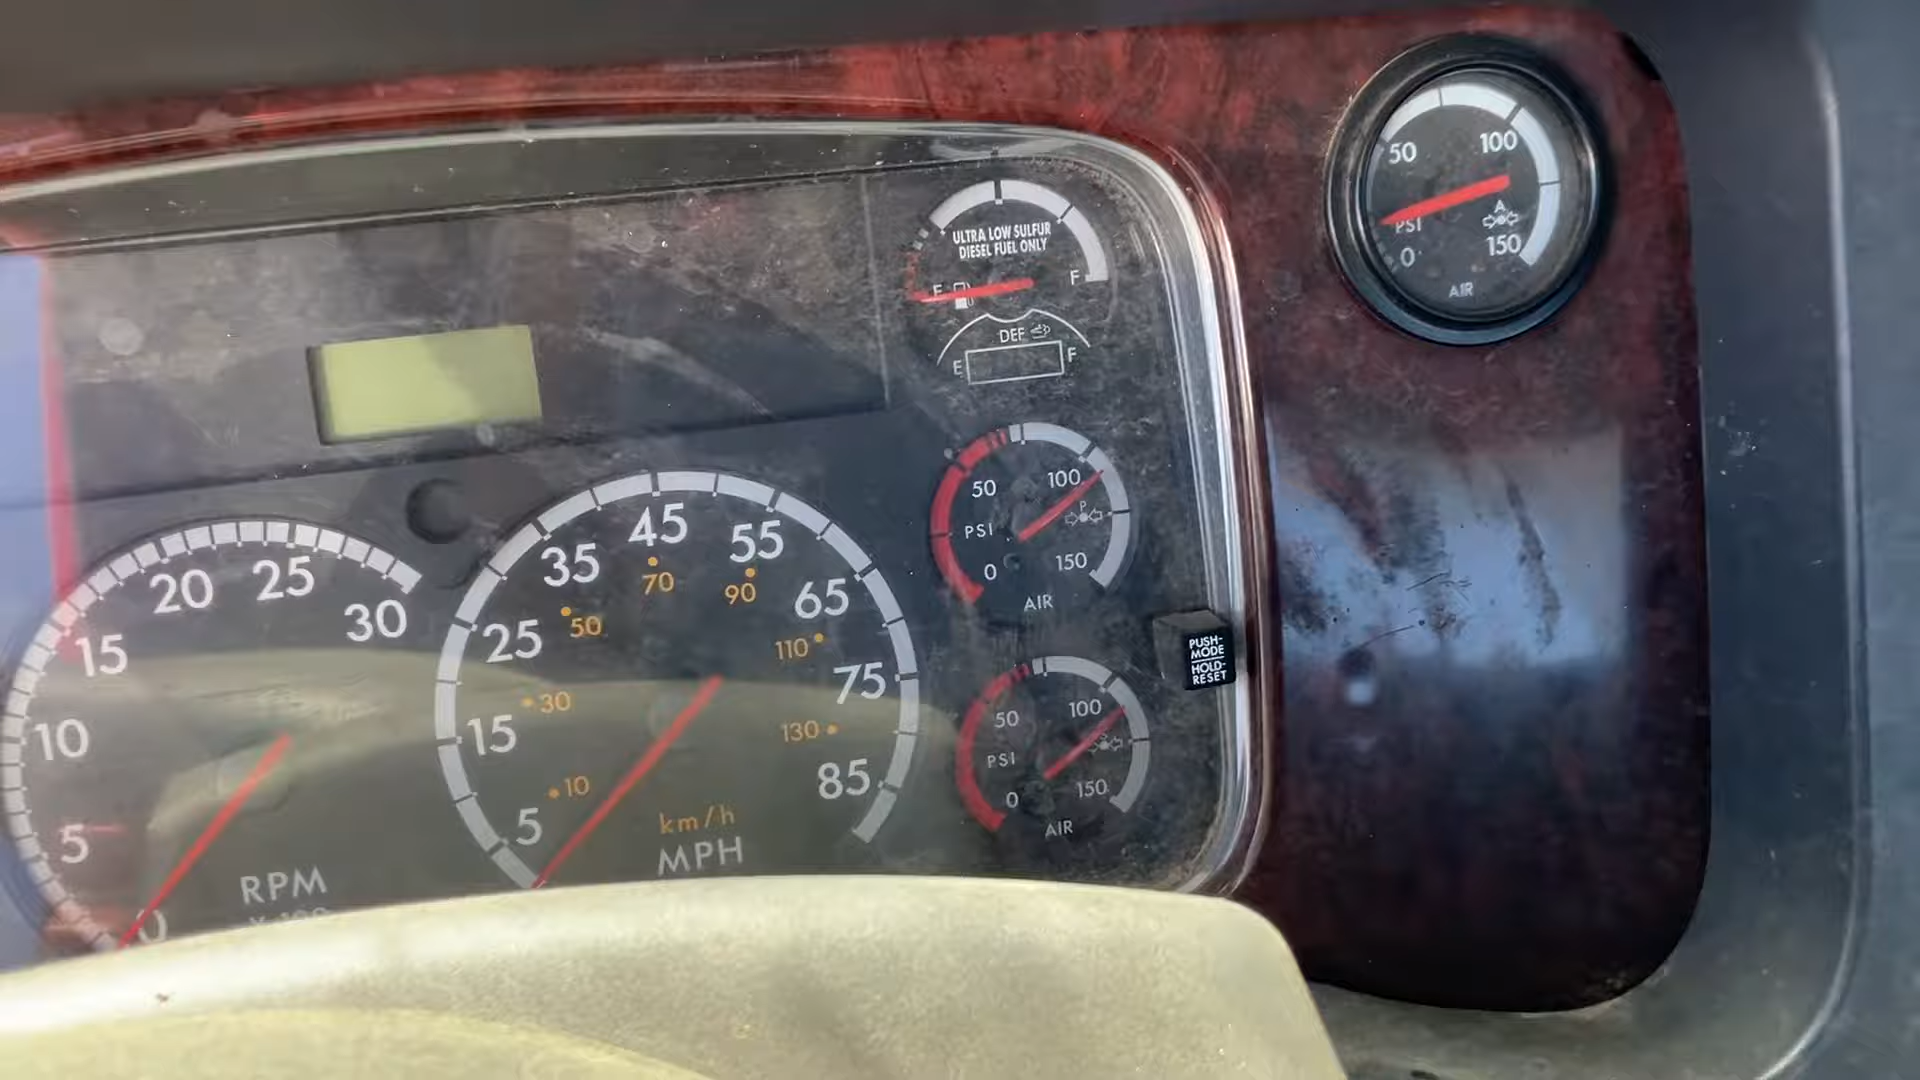 ULTRA LOW SULFUR
DIESEL FUEL ONLY
E F
DEF
E F
50 100
PSI P
0 150
AIR
50 100
PSI
0 150
AIR
50 100
PSI A
0 150
AIR
PUSH-
MODE
HOLD-
RESET
0 5 10 15 20 25 30
RPM
5 15 25 35 45 55 65 75 85
10 30 50 70 90 110 130
km/h
MPH